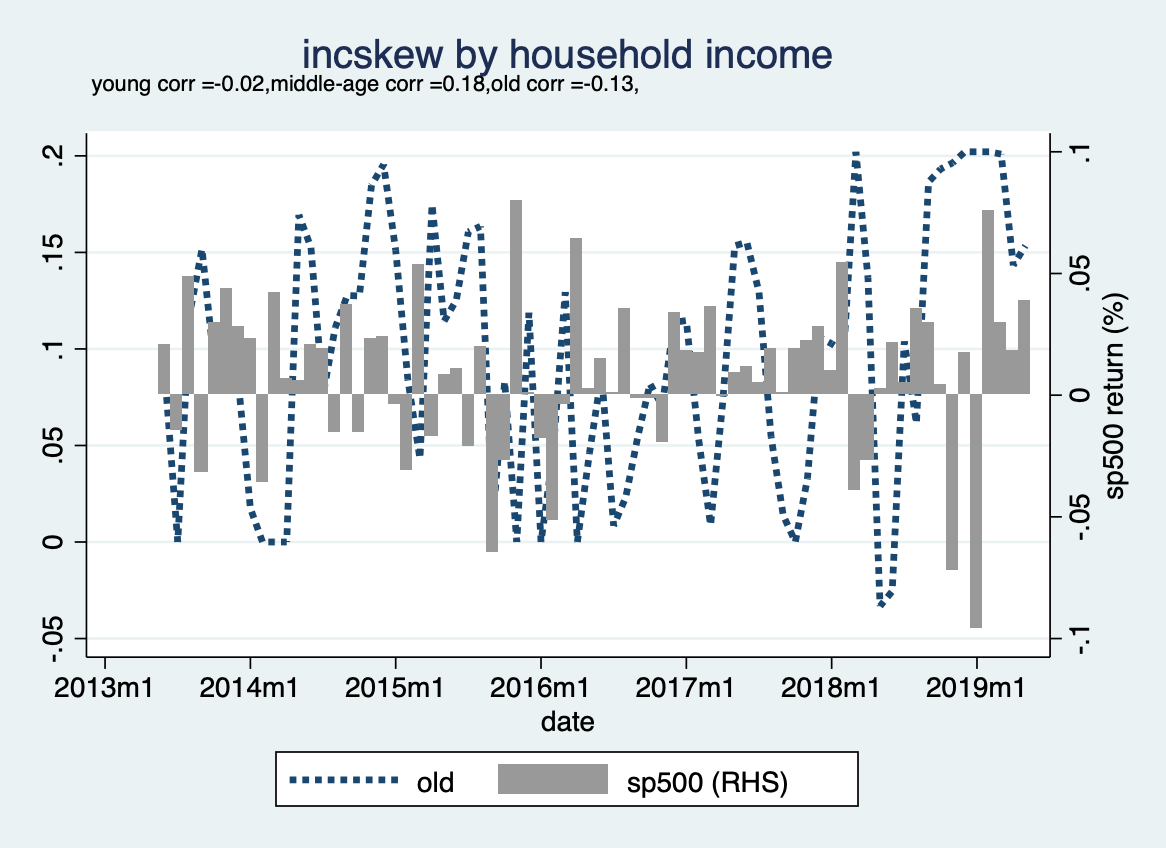 incskew by household income
young corr =-0.02,middle-age corr =0.18,old corr =-0.13,
.2
.15
.1
.05
0
-.05
.1
.05
0
-.05
-.1
sp500 return (%)
2013m1 2014m1 2015m1 2016m1 2017m1 2018m1 2019m1
date
old sp500 (RHS)